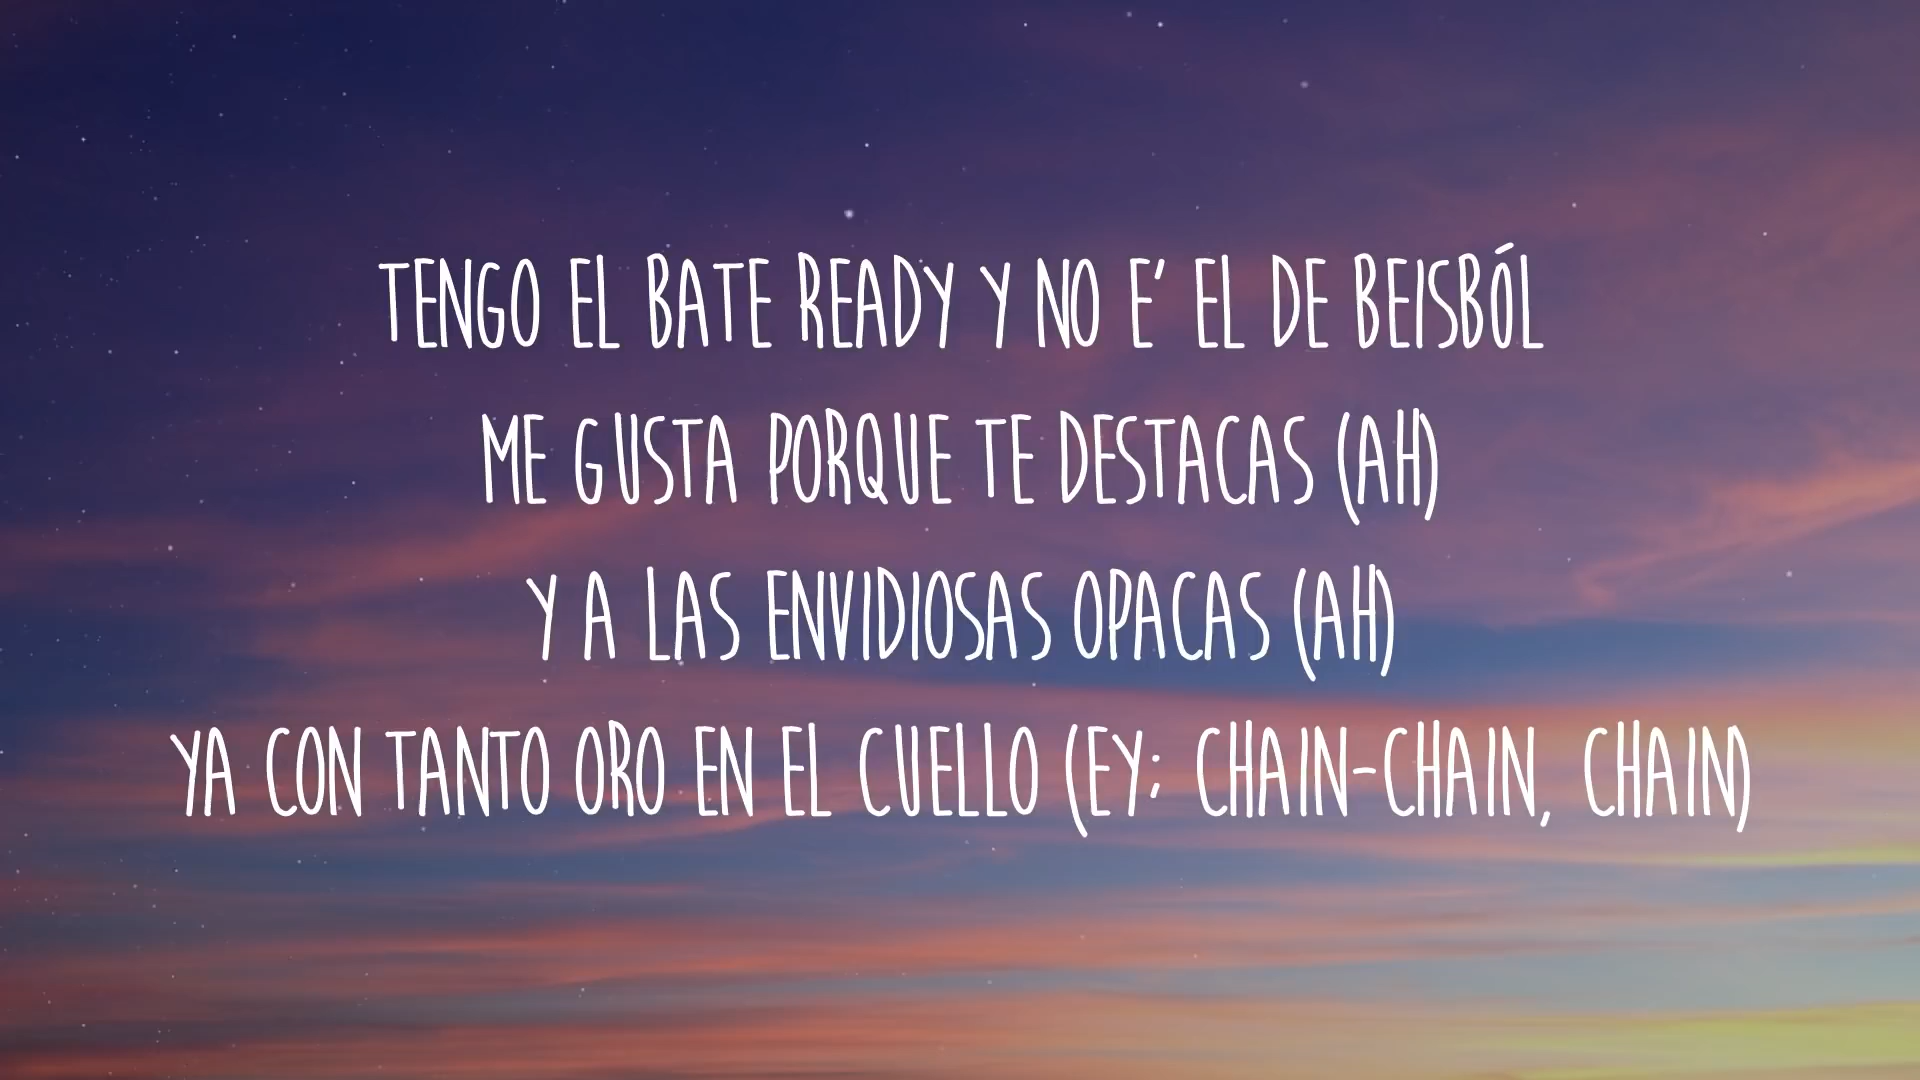 TENGO EL BATE READY Y NO E' EL DE BEISBÓL
ME GUSTA PORQUE TE DESTACAS (AH)
Y A LAS ENVIDIOSAS OPACAS (AH)
YA CON TANTO ORO EN EL CUELLO (EY; CHAIN-CHAIN, CHAIN)